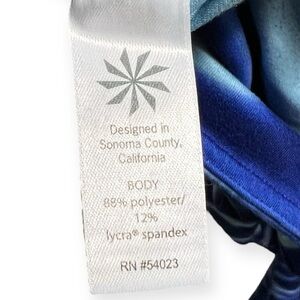 Designed in
Sonoma County,
California
BODY
88% polyester/
12%
lycra® spandex
RN #54023